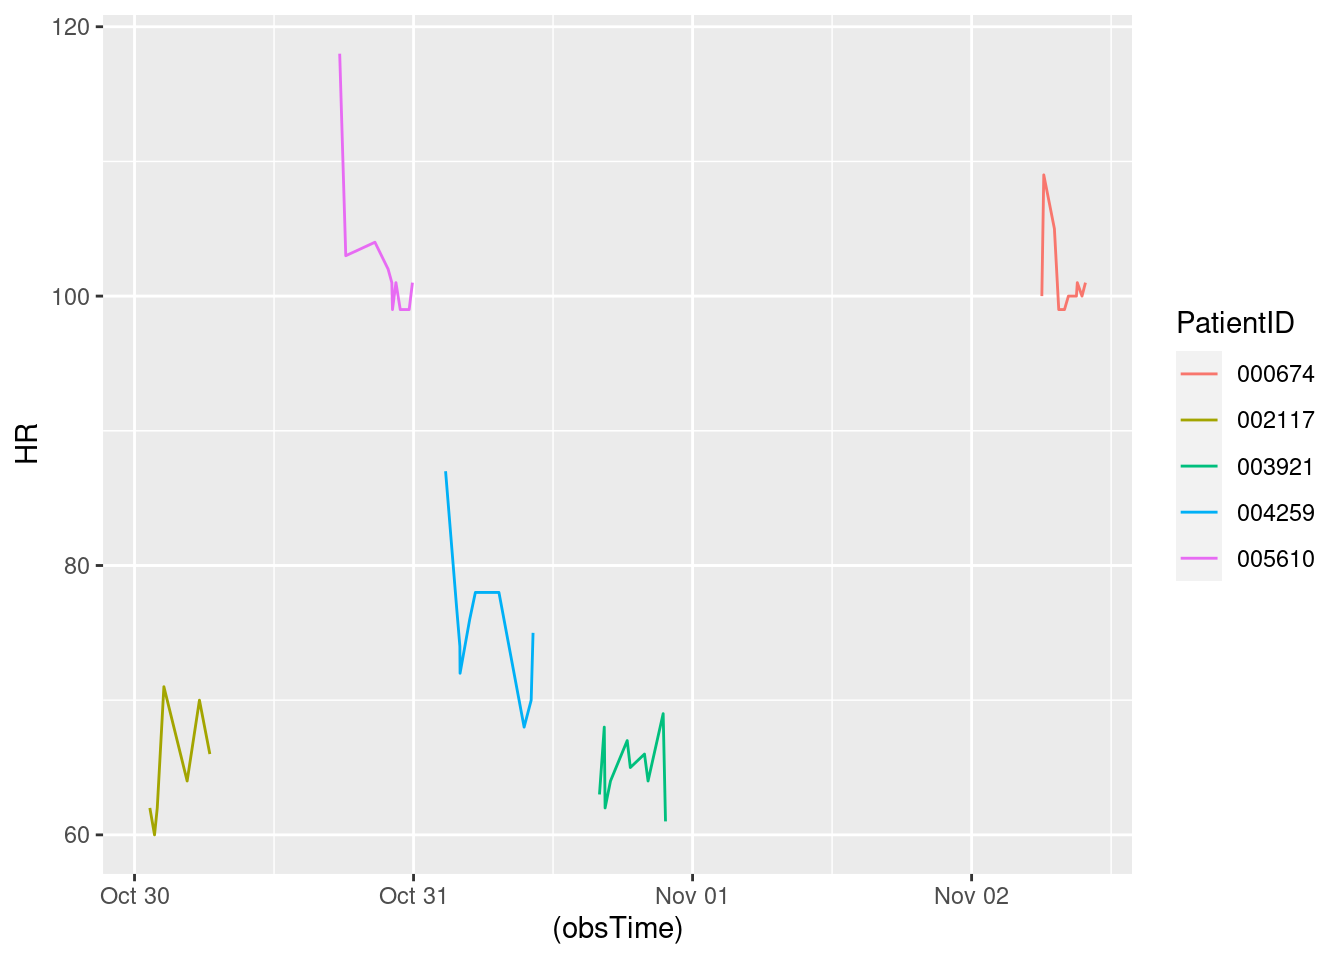 120
100
80
60
HR
Oct 30
Oct 31
Nov 01
Nov 02
(obsTime)
PatientID
000674
002117
003921
004259
005610